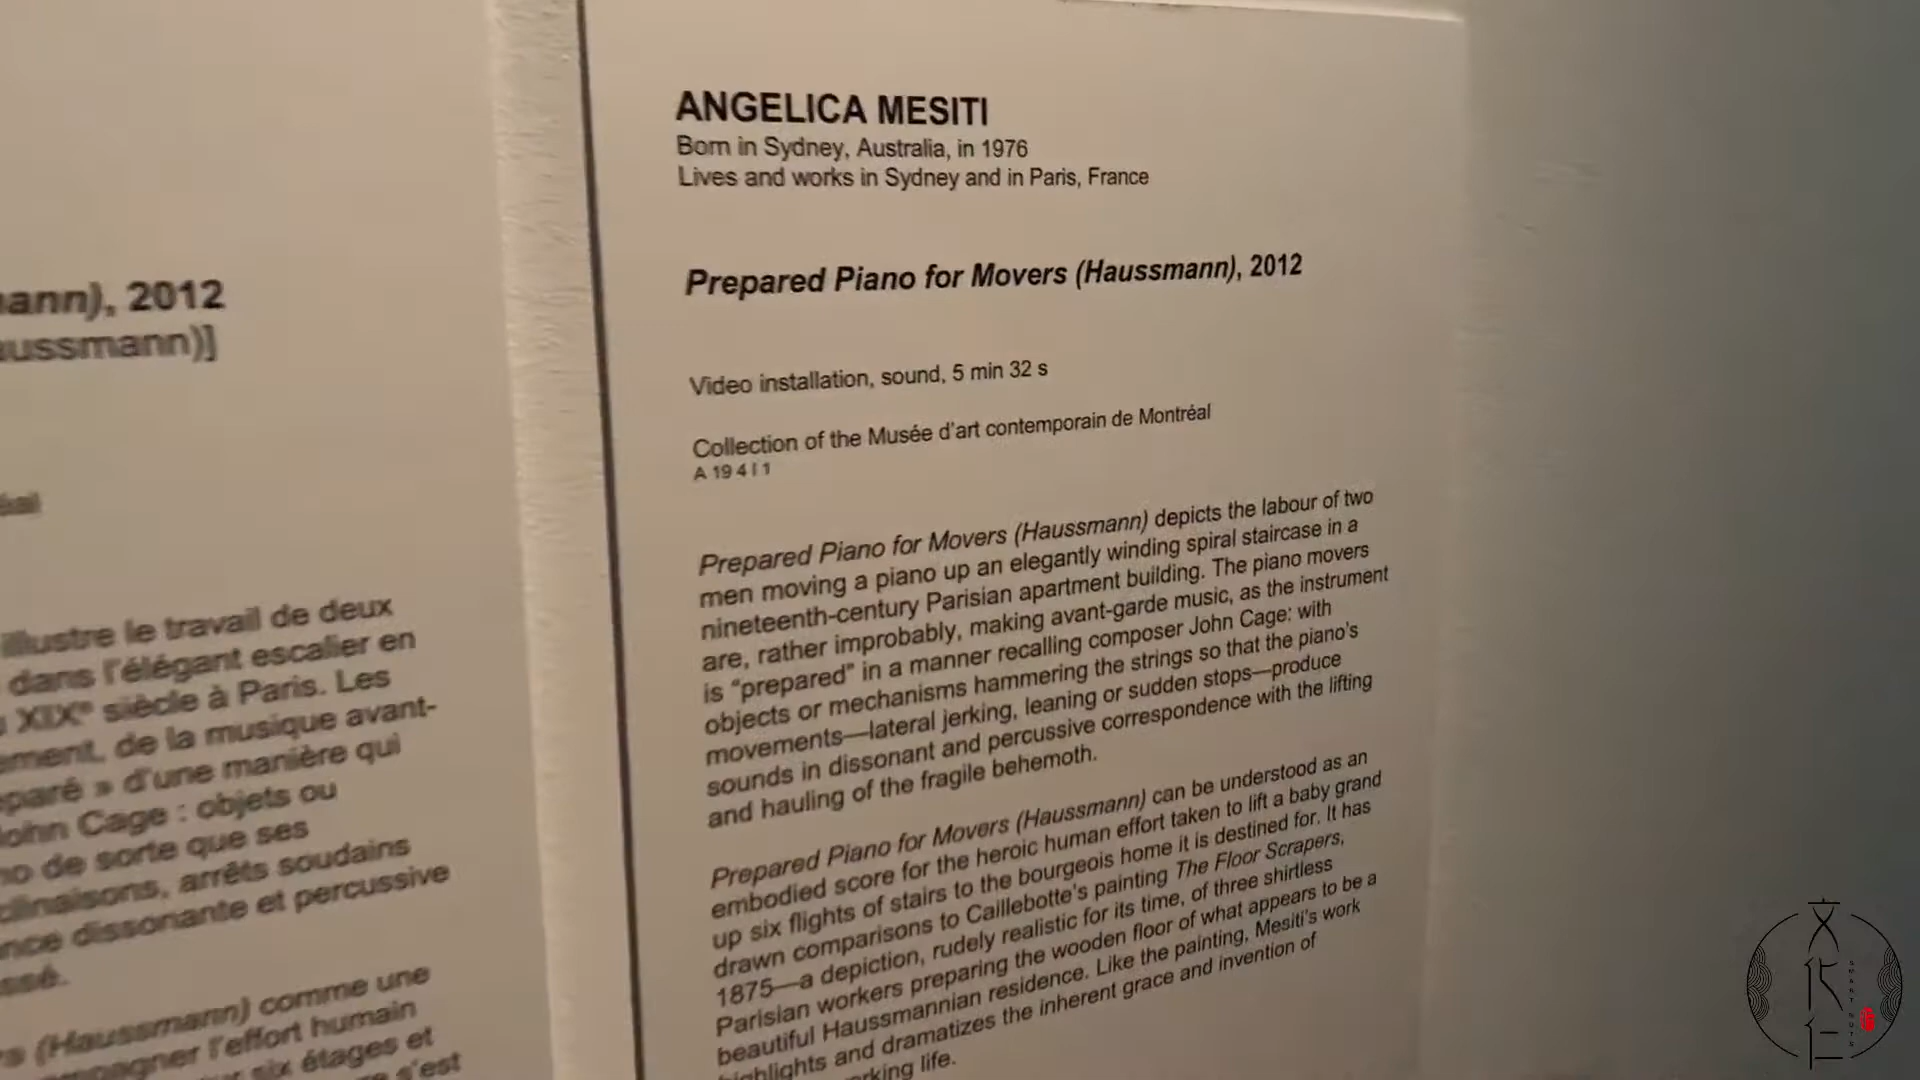 mann), 2012
aussmann)]
illustre le travail de deux
dans l'élégant escalier en
XIXe siècle à Paris. Les
ement, de la musique avant-
paré » d'une manière qui
John Cage : objets ou
no de sorte que ses
clinaisons, arrêts soudains
nce dissonante et percussive
ssé.
s (Haussmann) comme une
mpagner l'effort humain
six étages et
s'est
ANGELICA MESITI
Born in Sydney, Australia, in 1976
Lives and works in Sydney and in Paris, France
Prepared Piano for Movers (Haussmann), 2012
Video installation, sound, 5 min 32 s
Collection of the Musée d'art contemporain de Montréal
A 19 4 I 1
Prepared Piano for Movers (Haussmann) depicts the labour of two
men moving a piano up an elegantly winding spiral staircase in a
nineteenth-century Parisian apartment building. The piano movers
are, rather improbably, making avant-garde music, as the instrument
is “prepared” in a manner recalling composer John Cage: with
objects or mechanisms hammering the strings so that the piano's
movements—lateral jerking, leaning or sudden stops—produce
sounds in dissonant and percussive correspondence with the lifting
and hauling of the fragile behemoth.
Prepared Piano for Movers (Haussmann) can be understood as an
embodied score for the heroic human effort taken to lift a baby grand
up six flights of stairs to the bourgeois home it is destined for. It has
drawn comparisons to Caillebotte's painting The Floor Scrapers,
1875—a depiction, rudely realistic for its time, of three shirtless
Parisian workers preparing the wooden floor of what appears to be a
beautiful Haussmannian residence. Like the painting, Mesiti's work
highlights and dramatizes the inherent grace and invention of
rking life.
文化仁